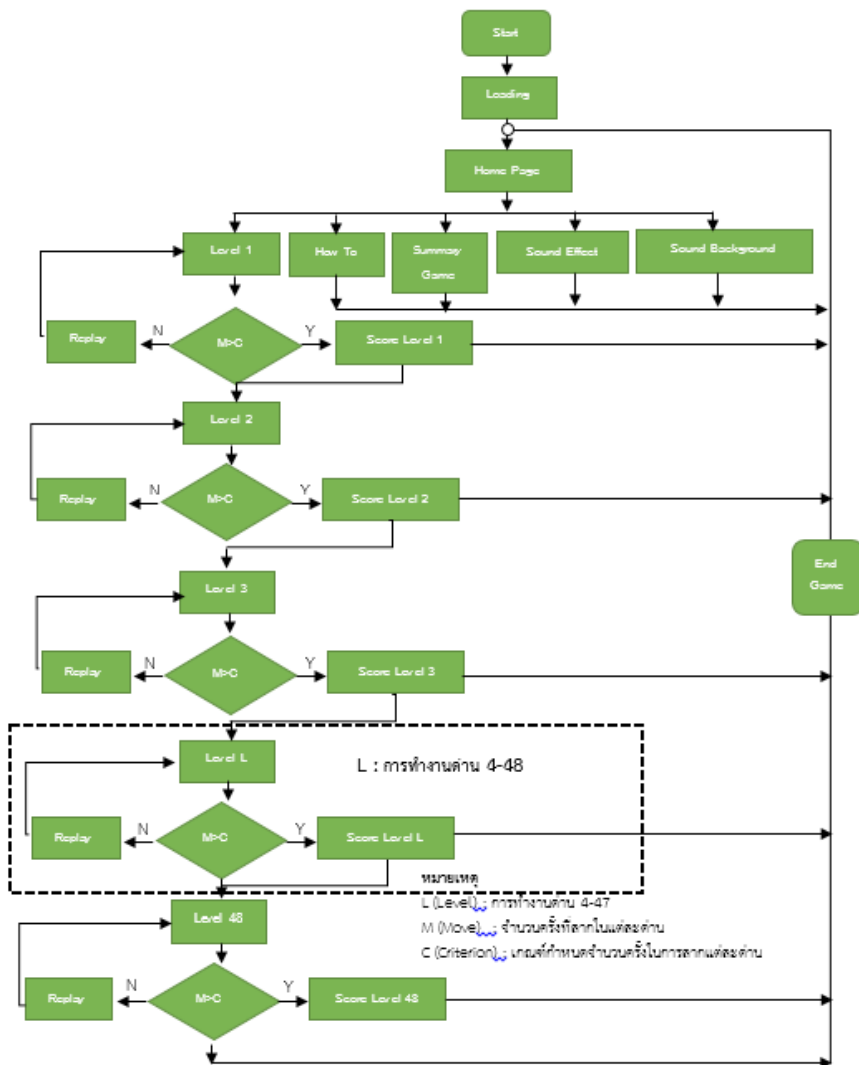 Start
Loading
Home Page
Level 1
How To
Summary
Game
Sound Effect
Sound Background
Replay
N
M>C
Y
Score Level 1
Level 2
Replay
N
M>C
Y
Score Level 2
End
Game
Level 3
Replay
N
M>C
Y
Score Level 3
Level L
L : การทำงานด่าน 4-48
Replay
N
M>C
Y
Score Level L
หมายเหตุ
L (Level) ; การทำงานด่าน 4-47
M (Move) ; จำนวนครั้งที่ลากในแต่ละด่าน
C (Criterion) ; เกณฑ์กำหนดจำนวนครั้งในการลากแต่ละด่าน
Level 48
Replay
N
M>C
Y
Score Level 48